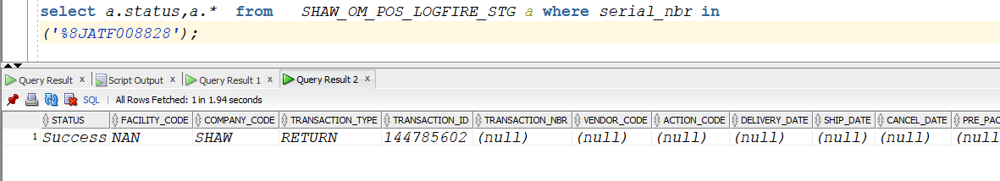 select a.status,a.* from SHAW_OM_POS_LOGFIRE_STG a where serial_nbr in
('%8JATF008828');
Query Result x Script Output x Query Result 1 x Query Result 2 x
SQL All Rows Fetched: 1 in 1.94 seconds
STATUS FACILITY_CODE COMPANY_CODE TRANSACTION_TYPE TRANSACTION_ID TRANSACTION_NBR VENDOR_CODE ACTION_CODE DELIVERY_DATE SHIP_DATE CANCEL_DATE PRE_PAC
1 Success NAN SHAW RETURN 144785602 (null) (null) (null) (null) (null) (null) (null